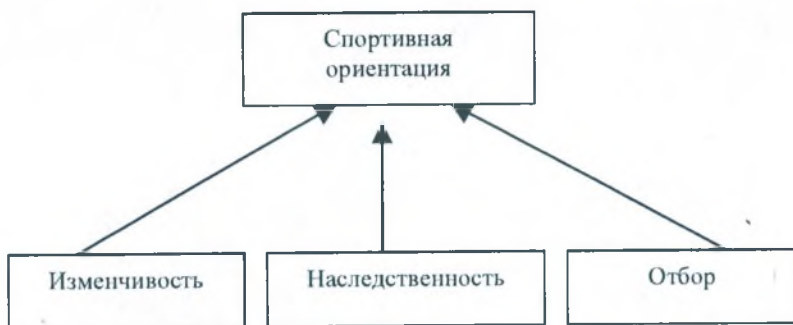 Спортивная
ориентация
Изменчивость
Наследственность
Отбор